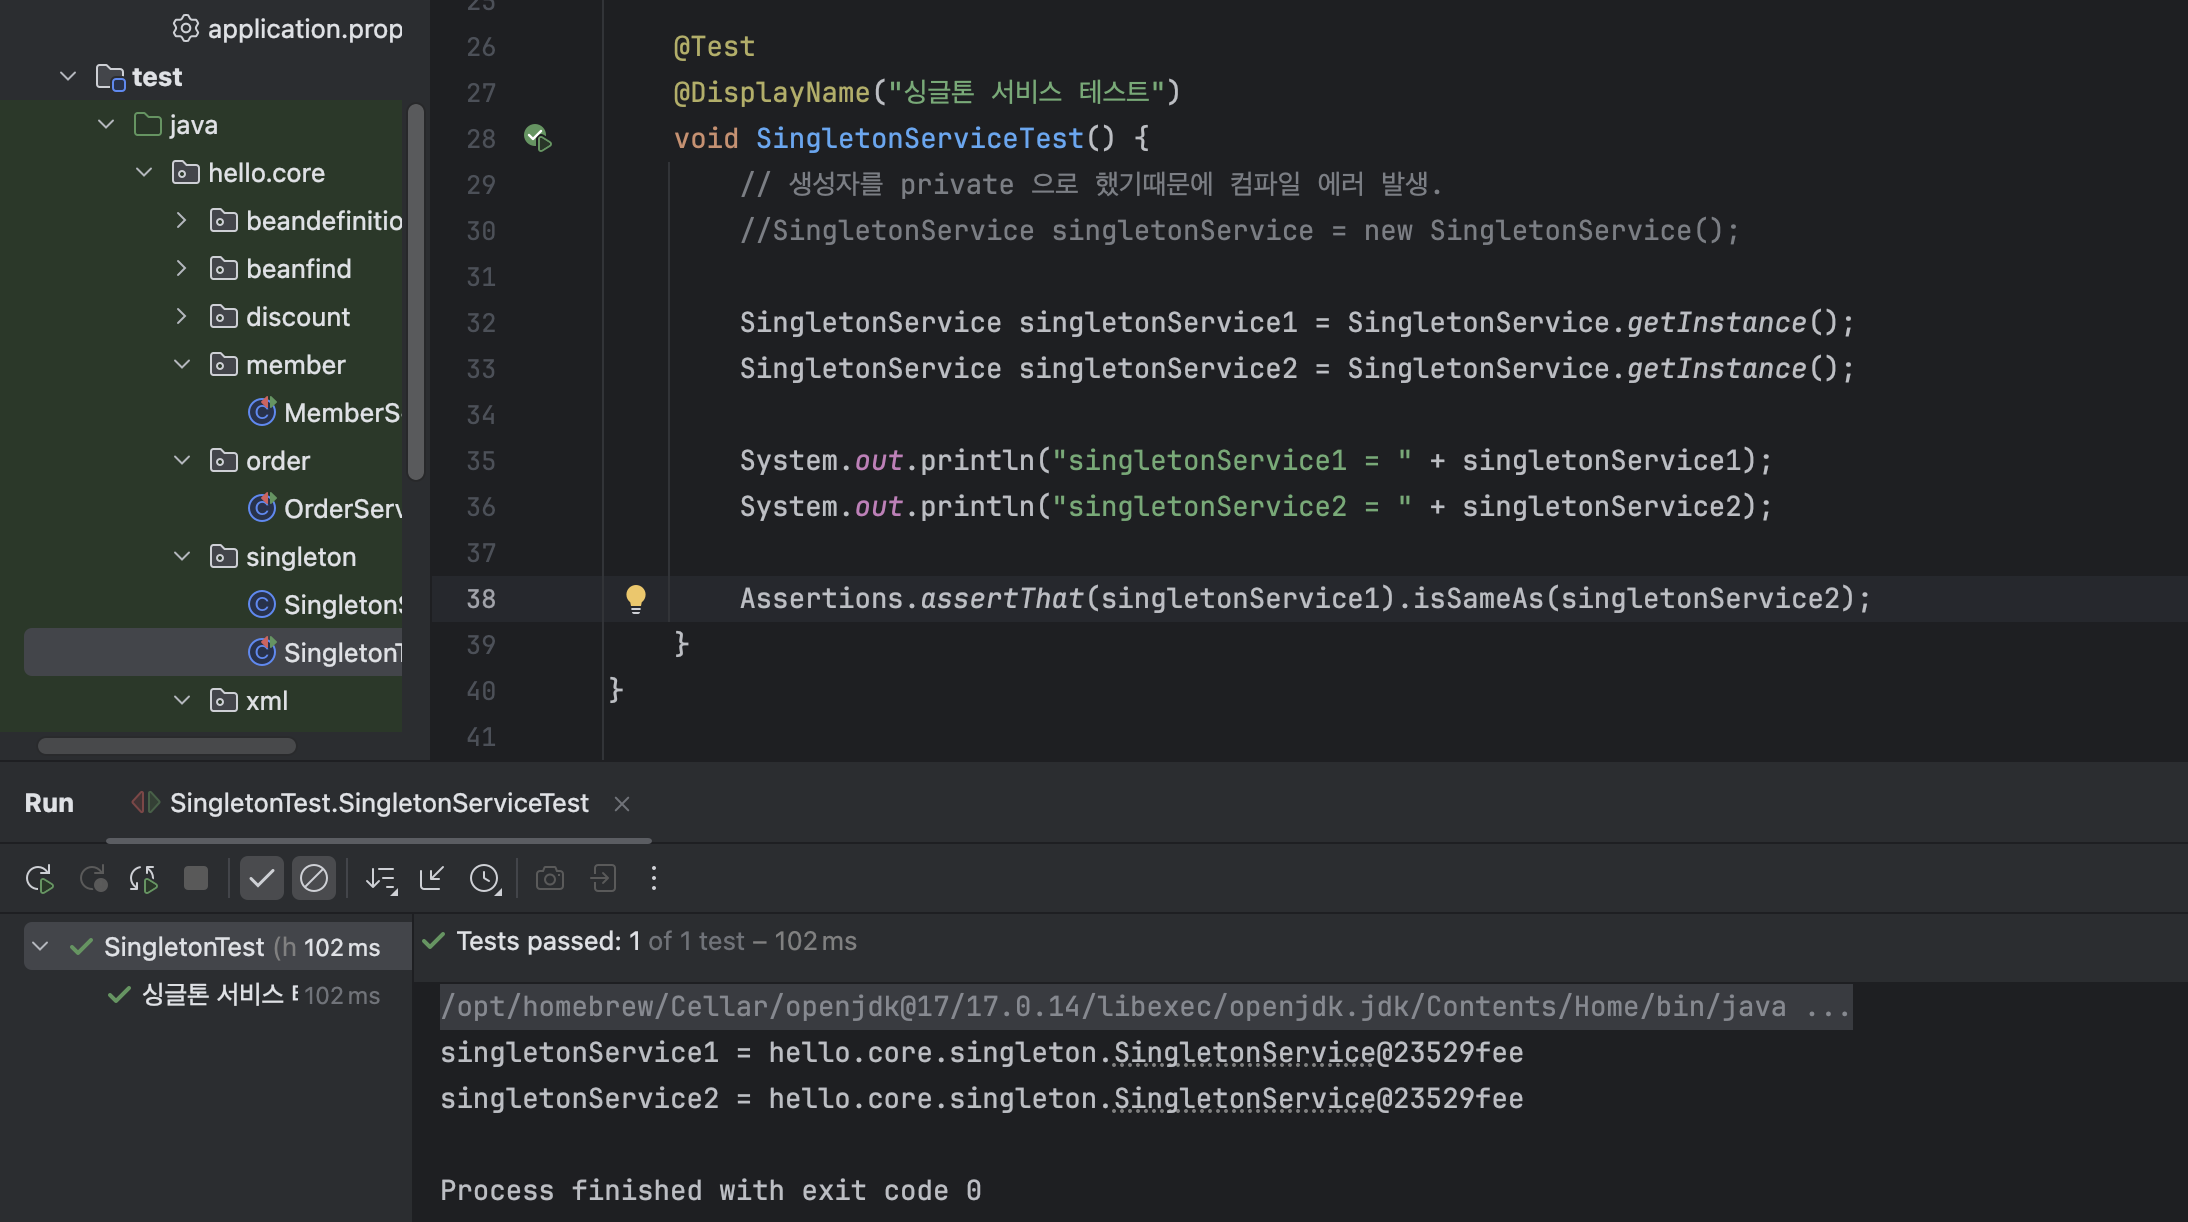 application.prop
test
java
hello.core
beandefinitio
beanfind
discount
member
MemberS
order
OrderServ
singleton
SingletonS
SingletonT
xml
25
26 @Test
27 @DisplayName("싱글톤 서비스 테스트")
28 void SingletonServiceTest() {
29 // 생성자를 private 으로 했기때문에 컴파일 에러 발생.
30 //SingletonService singletonService = new SingletonService();
31
32 SingletonService singletonService1 = SingletonService.getInstance();
33 SingletonService singletonService2 = SingletonService.getInstance();
34
35 System.out.println("singletonService1 = " + singletonService1);
36 System.out.println("singletonService2 = " + singletonService2);
37
38 Assertions.assertThat(singletonService1).isSameAs(singletonService2);
39 }
40 }
41
Run SingletonTest.SingletonServiceTest
SingletonTest (h 102 ms
싱글톤 서비스 102 ms
Tests passed: 1 of 1 test – 102 ms
/opt/homebrew/Cellar/openjdk@17/17.0.14/libexec/openjdk.jdk/Contents/Home/bin/java ...
singletonService1 = hello.core.singleton.SingletonService@23529fee
singletonService2 = hello.core.singleton.SingletonService@23529fee
Process finished with exit code 0